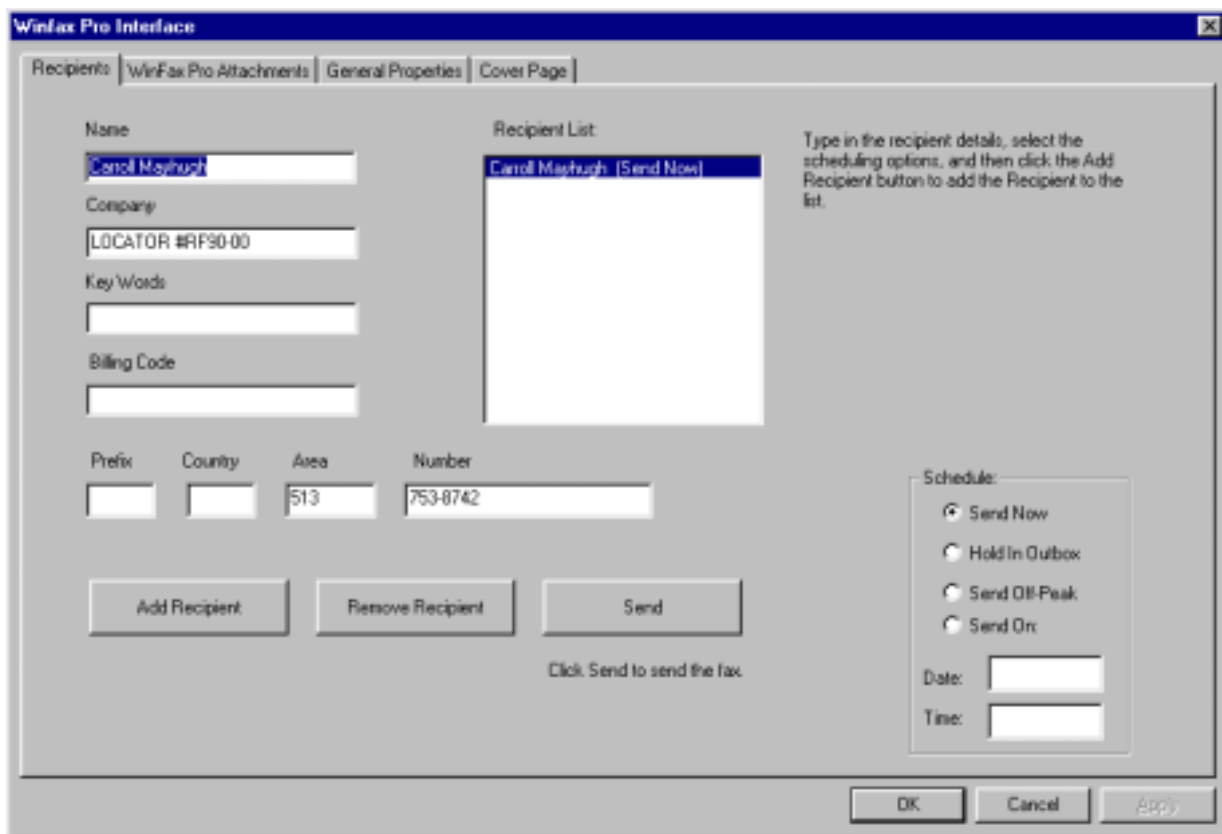 Winfax Pro Interface
Recipients
WinFax Pro Attachments
General Properties
Cover Page
Name
Carroll Mayhugh
Company
LOCATOR #RF90-00
Key Words
Billing Code
Recipient List
Carroll Mayhugh (Send Now)
Type in the recipient details, select the
scheduling options, and then click the Add
Recipient button to add the Recipient to the
list.
Prefix
Country
Area
Number
513
753-8742
Schedule:
Send Now
Hold In Outbox
Send Off-Peak
Send On:
Date:
Time:
Add Recipient
Remove Recipient
Send
Click Send to send the fax.
OK
Cancel
Apply